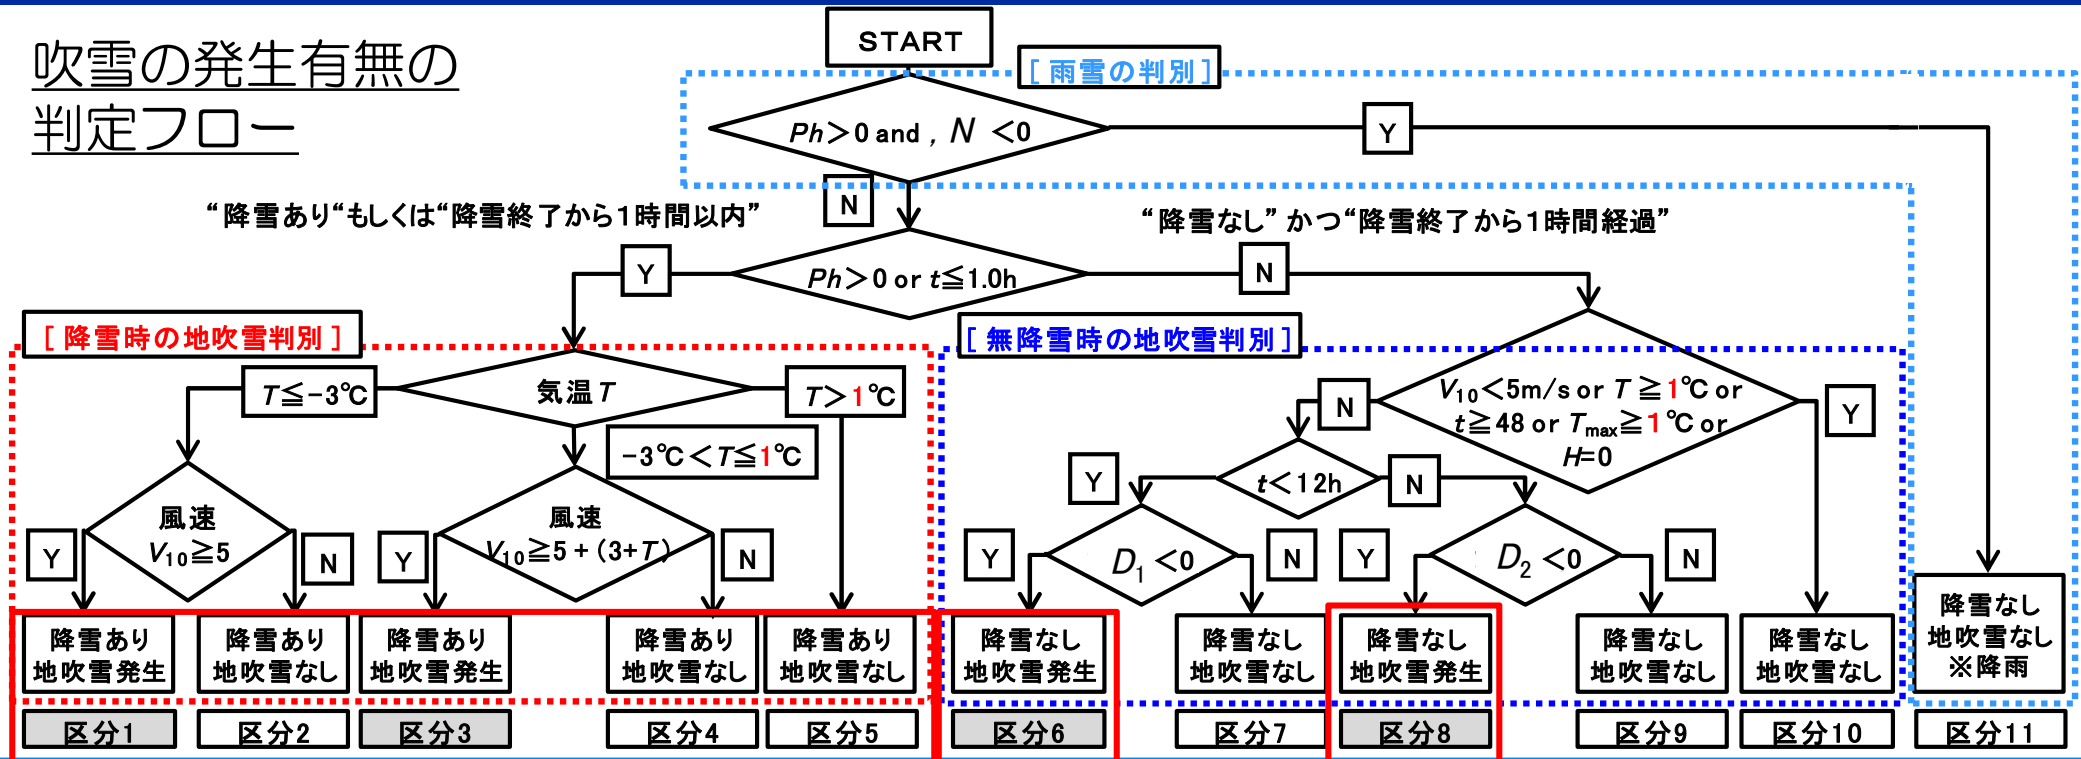 吹雪の発生有無の
判定フロー
START
[ 雨雪の判別 ]
Ph＞0 and , N ＜0
Y
N
“降雪あり“もしくは“降雪終了から1時間以内”
“降雪なし” かつ“降雪終了から1時間経過”
Ph＞0 or t≦1.0h
Y
N
[ 降雪時の地吹雪判別 ]
[ 無降雪時の地吹雪判別 ]
気温T
T≦-3℃
T＞1℃
-3℃＜T≦1℃
V10＜5m/s or T ≧1℃ or
t≧48 or Tmax≧1℃ or
H=0
N
Y
t＜12h
Y
N
風速
V10≧5
Y
N
風速
V10≧5 + (3+T)
Y
N
D1 ＜0
Y
N
D2 ＜0
Y
N
降雪あり
地吹雪発生
降雪あり
地吹雪なし
降雪あり
地吹雪発生
降雪あり
地吹雪なし
降雪あり
地吹雪なし
降雪なし
地吹雪発生
降雪なし
地吹雪なし
降雪なし
地吹雪発生
降雪なし
地吹雪なし
降雪なし
地吹雪なし
降雪なし
地吹雪なし
※降雨
区分1
区分2
区分3
区分4
区分5
区分6
区分7
区分8
区分9
区分10
区分11